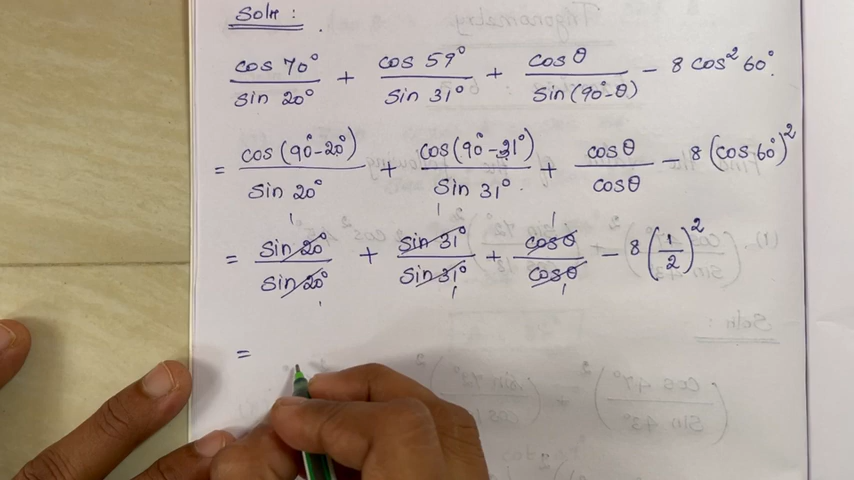 Soln :
cos 70° / sin 20° + cos 59° / sin 31° + cos θ / sin (90°-θ) - 8 cos² 60°.
= cos (90°-20°) / sin 20° + cos (90°-31°) / sin 31° + cos θ / cos θ - 8 (cos 60°)²
= sin 20° / sin 20° + sin 31° / sin 31° + cos θ / cos θ - 8 (1/2)²
=